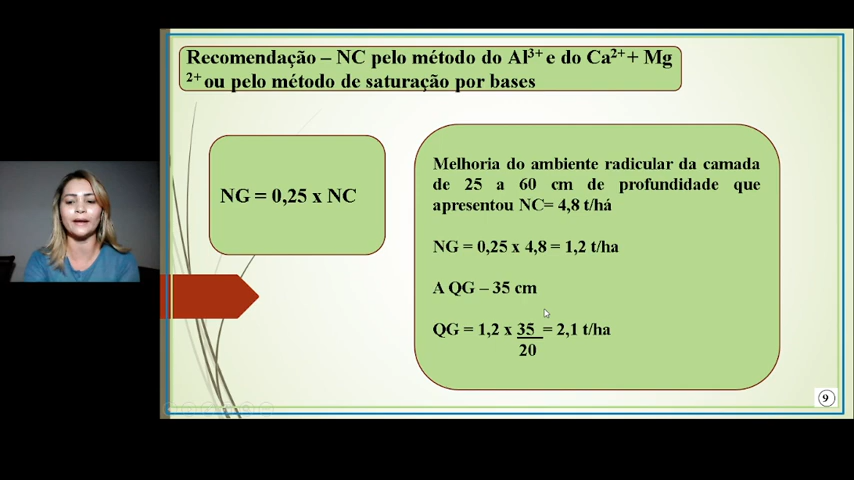 Recomendação – NC pelo método do Al³⁺ e do Ca²⁺+ Mg
²⁺ ou pelo método de saturação por bases
NG = 0,25 x NC
Melhoria do ambiente radicular da camada
de 25 a 60 cm de profundidade que
apresentou NC= 4,8 t/há
NG = 0,25 x 4,8 = 1,2 t/ha
A QG – 35 cm
QG = 1,2 x 35 = 2,1 t/ha
20
9